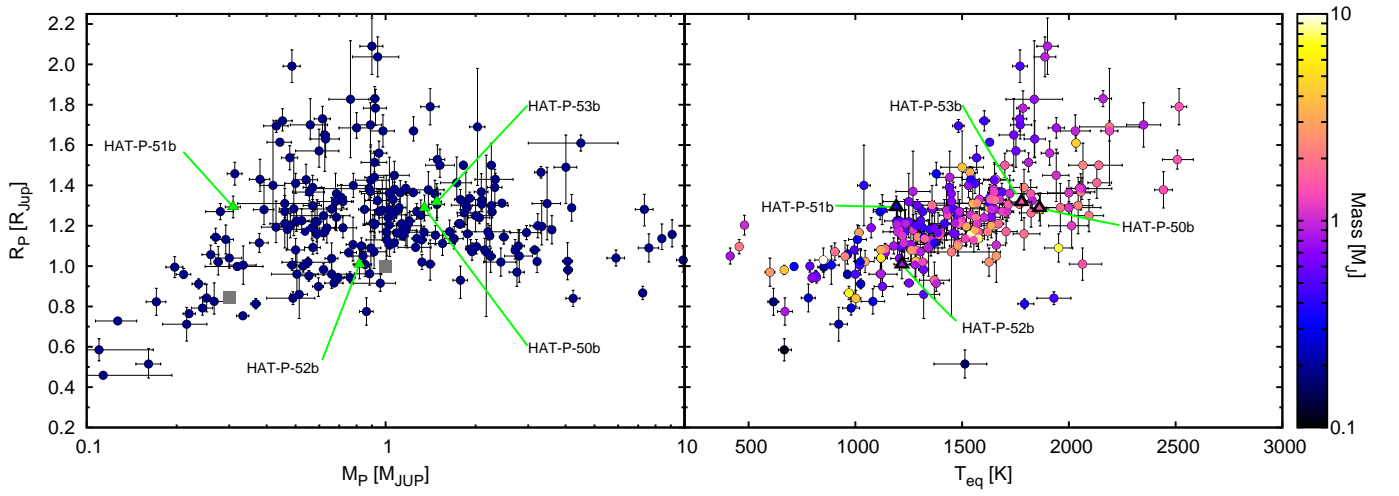 2.2
2.0
1.8
1.6
1.4
1.2
1.0
0.8
0.6
0.4
0.2
R_P [R_Jup]
HAT-P-51b
HAT-P-53b
HAT-P-52b
HAT-P-50b
0.1
1
10
M_P [M_JUP]
HAT-P-53b
HAT-P-51b
HAT-P-50b
HAT-P-52b
500
1000
1500
2000
2500
3000
T_eq [K]
10
1
0.1
Mass [M_J]